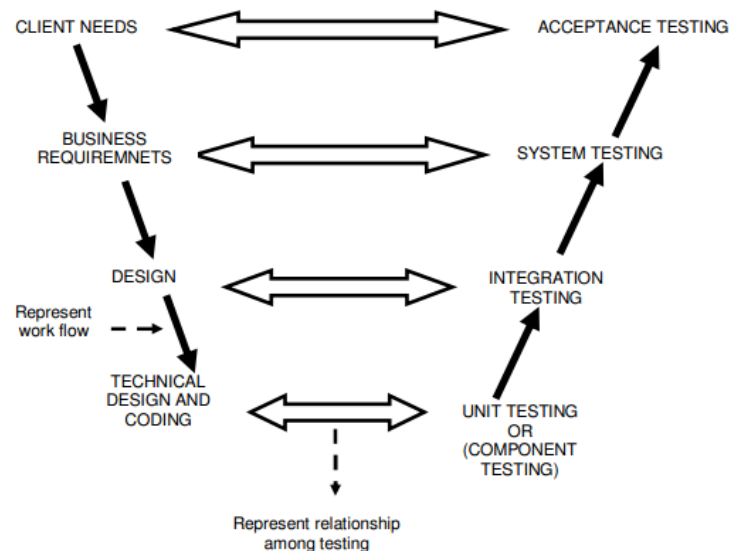 CLIENT NEEDS
ACCEPTANCE TESTING
BUSINESS
REQUIREMNETS
SYSTEM TESTING
DESIGN
INTEGRATION
TESTING
Represent
work flow
TECHNICAL
DESIGN AND
CODING
UNIT TESTING
OR
(COMPONENT
TESTING)
Represent relationship
among testing